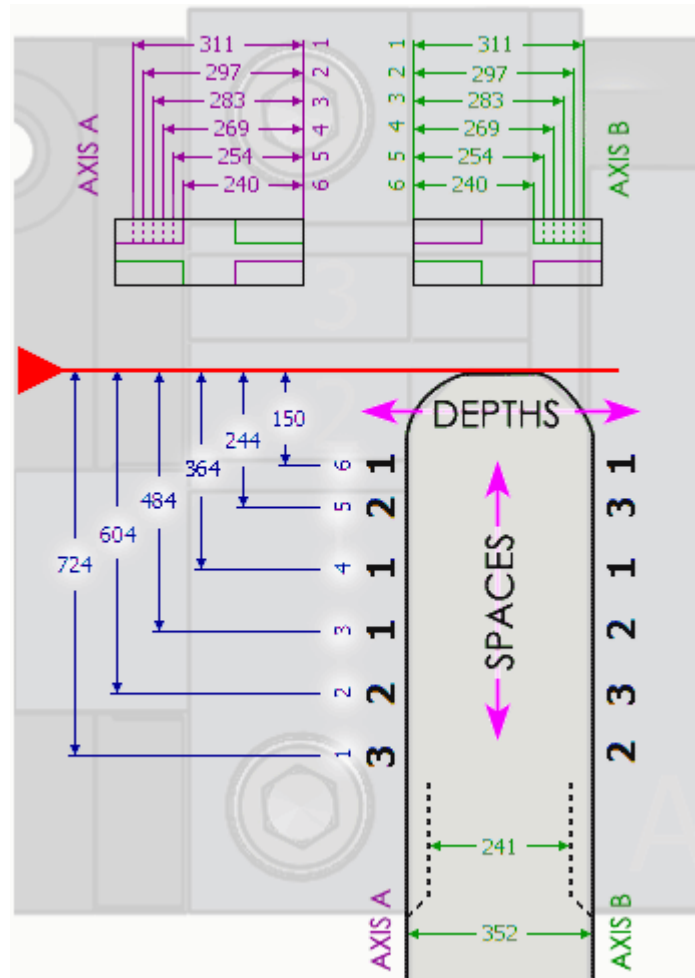 311 1 1 311
297 2 2 297
283 3 3 283
269 4 4 269
254 5 5 254
240 6 6 240
AXIS A
AXIS B
3
2
DEPTHS
SPACES
150
244
364
484
604
724
6 1 1
5 2 3
4 1 1
3 1 2
2 2 3
1 3 2
A
241
352
AXIS A
AXIS B